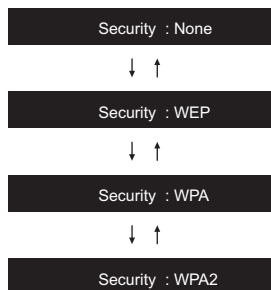 Security : None
↓ ↑
Security : WEP
↓ ↑
Security : WPA
↓ ↑
Security : WPA2